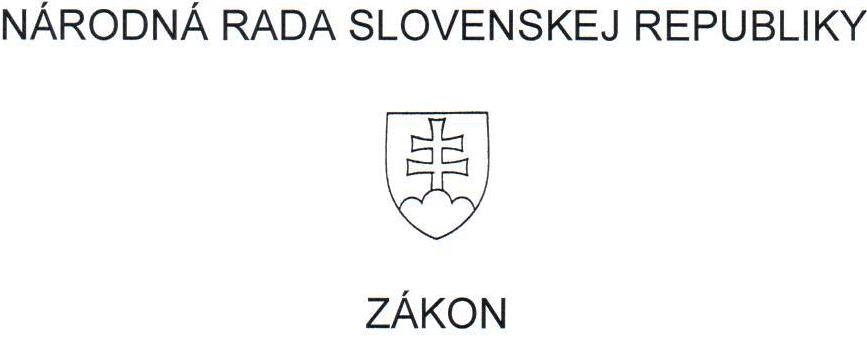 NÁRODNÁ RADA SLOVENSKEJ REPUBLIKY
ZÁKON